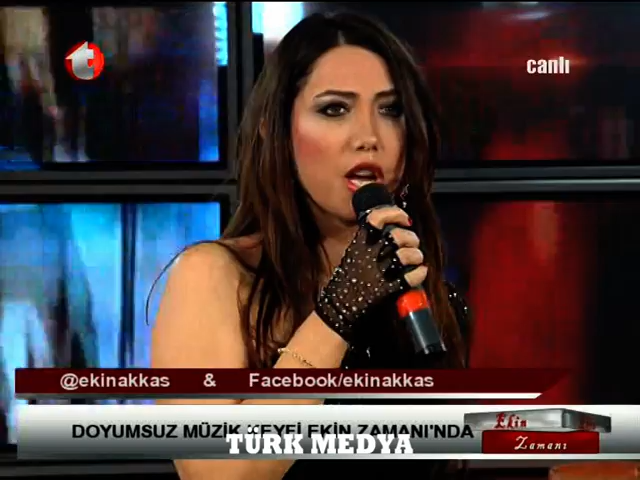 t
canlı
@ekinakkas & Facebook/ekinakkas
DOYUMSUZ MÜZİK KEYFİ EKİN ZAMANI'NDA
Ekin
Zamanı
TÜRK MEDYA